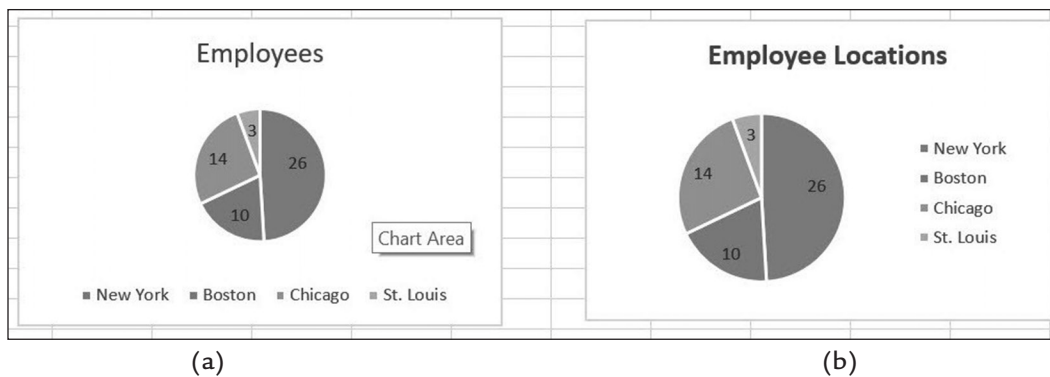 Employees
3
14
26
10
Chart Area
New York Boston Chicago St. Louis
(a)
Employee Locations
3
14
26
10
New York
Boston
Chicago
St. Louis
(b)